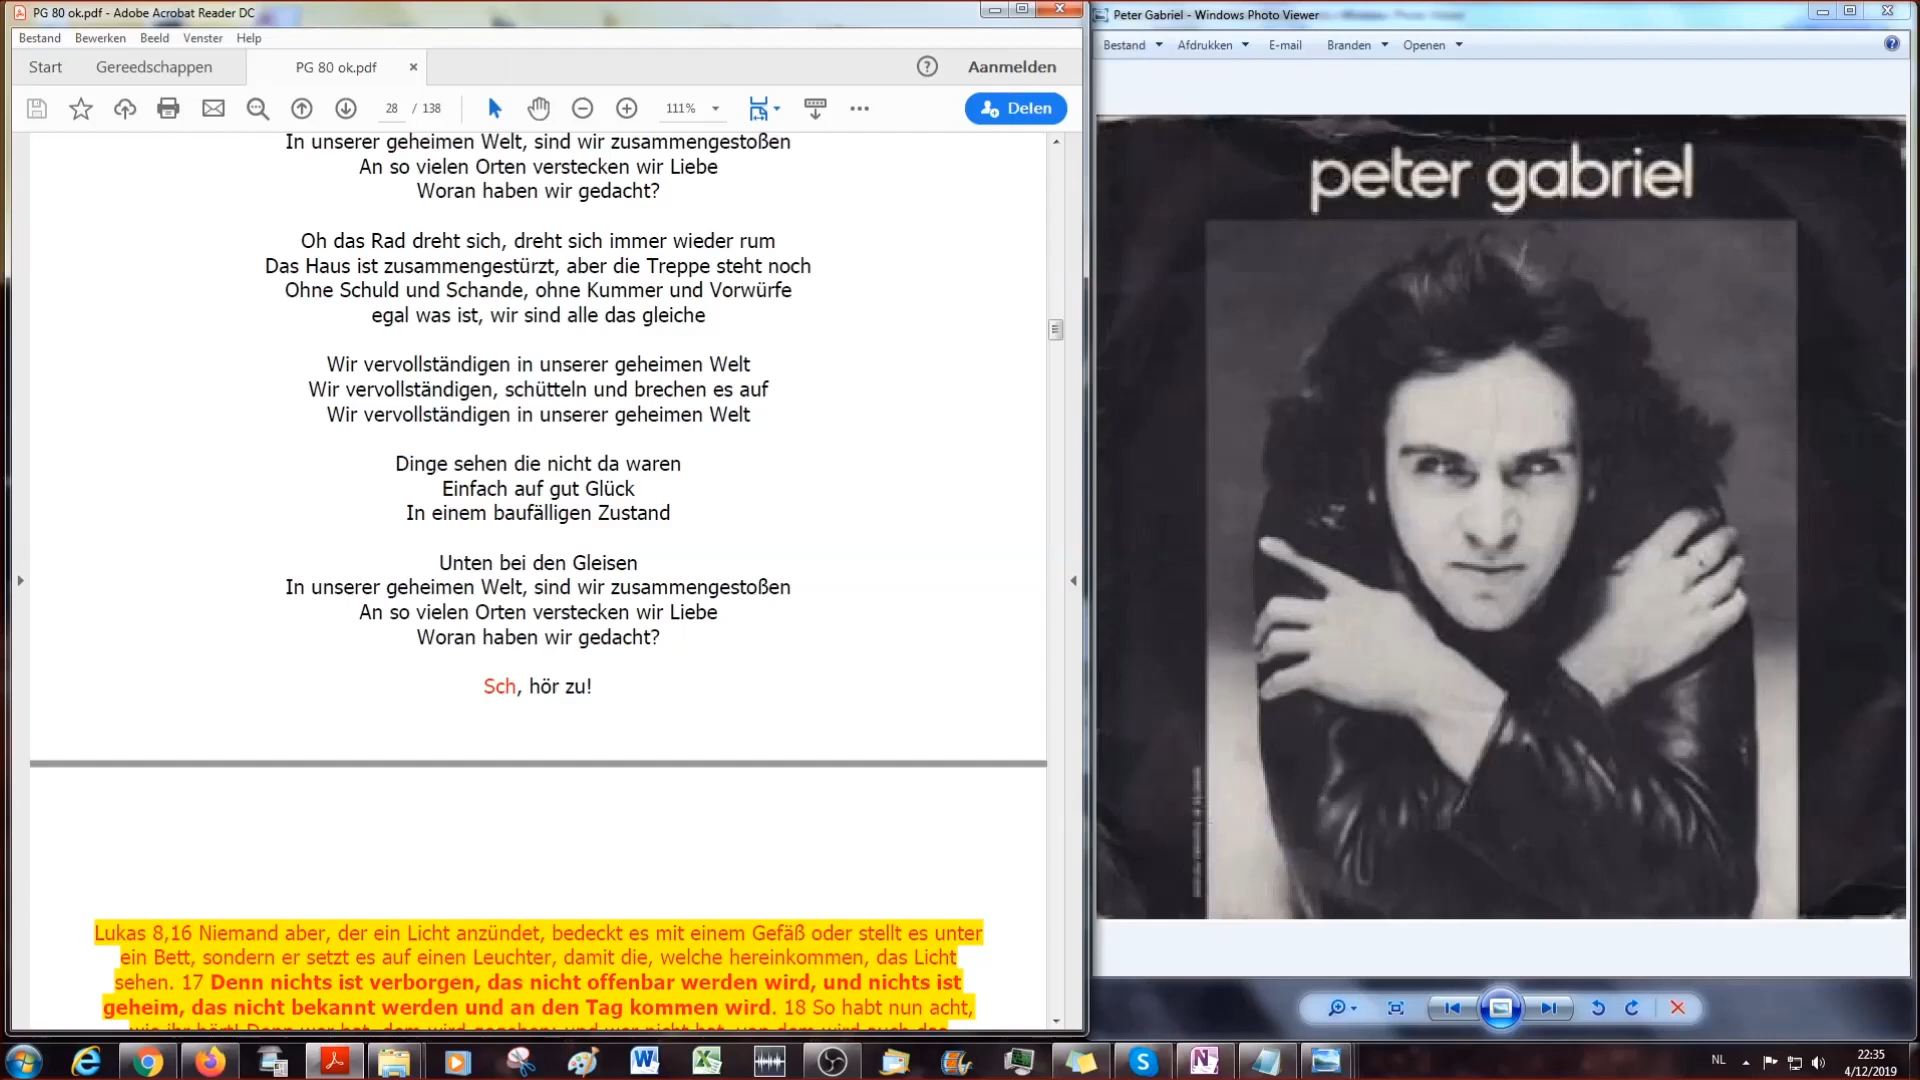 PG 80 ok.pdf - Adobe Acrobat Reader DC
Bestand Bewerken Beeld Venster Help
Start Gereedschappen PG 80 ok.pdf Aanmelden
28 / 138 111% Delen
In unserer geheimen Welt, sind wir zusammengestoßen
An so vielen Orten verstecken wir Liebe
Woran haben wir gedacht?
Oh das Rad dreht sich, dreht sich immer wieder rum
Das Haus ist zusammengestürzt, aber die Treppe steht noch
Ohne Schuld und Schande, ohne Kummer und Vorwürfe
egal was ist, wir sind alle das gleiche
Wir vervollständigen in unserer geheimen Welt
Wir vervollständigen, schütteln und brechen es auf
Wir vervollständigen in unserer geheimen Welt
Dinge sehen die nicht da waren
Einfach auf gut Glück
In einem baufälligen Zustand
Unten bei den Gleisen
In unserer geheimen Welt, sind wir zusammengestoßen
An so vielen Orten verstecken wir Liebe
Woran haben wir gedacht?
Sch, hör zu!
Lukas 8,16 Niemand aber, der ein Licht anzündet, bedeckt es mit einem Gefäß oder stellt es unter
ein Bett, sondern er setzt es auf einen Leuchter, damit die, welche hereinkommen, das Licht
sehen. 17 Denn nichts ist verborgen, das nicht offenbar werden wird, und nichts ist
geheim, das nicht bekannt werden und an den Tag kommen wird. 18 So habt nun acht,
Peter Gabriel - Windows Photo Viewer
Bestand Afdrukken E-mail Branden Openen
peter gabriel
NL
22:35
4/12/2019